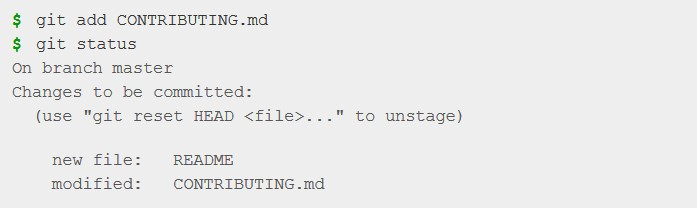 $ git add CONTRIBUTING.md
$ git status
On branch master
Changes to be committed:
  (use "git reset HEAD <file>..." to unstage)

    new file:   README
    modified:   CONTRIBUTING.md